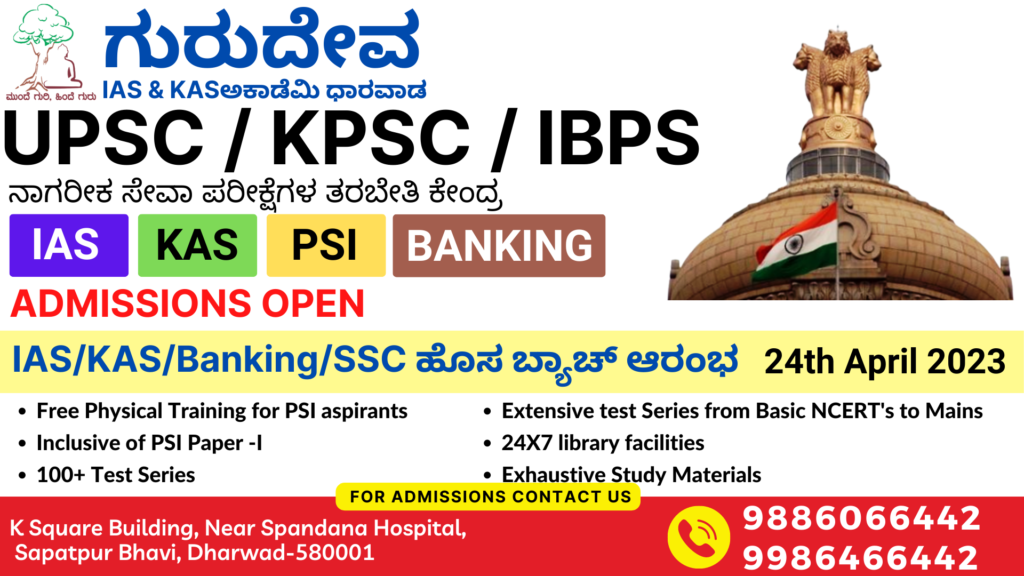 ಗುರುದೇವ
IAS & KASಅಕಾಡೆಮಿ ಧಾರವಾಡ
ಮುಂದೆ ಗುರಿ, ಹಿಂದೆ ಗುರು
UPSC / KPSC / IBPS
ನಾಗರೀಕ ಸೇವಾ ಪರೀಕ್ಷೆಗಳ ತರಬೇತಿ ಕೇಂದ್ರ
IAS KAS PSI BANKING
ADMISSIONS OPEN
IAS/KAS/Banking/SSC ಹೊಸ ಬ್ಯಾಚ್ ಆರಂಭ 24th April 2023
• Free Physical Training for PSI aspirants
• Inclusive of PSI Paper -I
• 100+ Test Series
• Extensive test Series from Basic NCERT's to Mains
• 24X7 library facilities
• Exhaustive Study Materials
FOR ADMISSIONS CONTACT US
K Square Building, Near Spandana Hospital,
Sapatpur Bhavi, Dharwad-580001
9886066442
9986466442